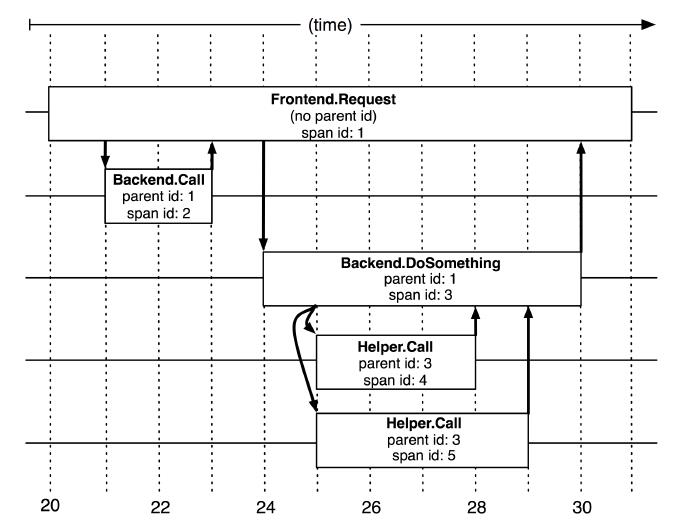 (time)
Frontend.Request
(no parent id)
span id: 1
Backend.Call
parent id: 1
span id: 2
Backend.DoSomething
parent id: 1
span id: 3
Helper.Call
parent id: 3
span id: 4
Helper.Call
parent id: 3
span id: 5
20 22 24 26 28 30